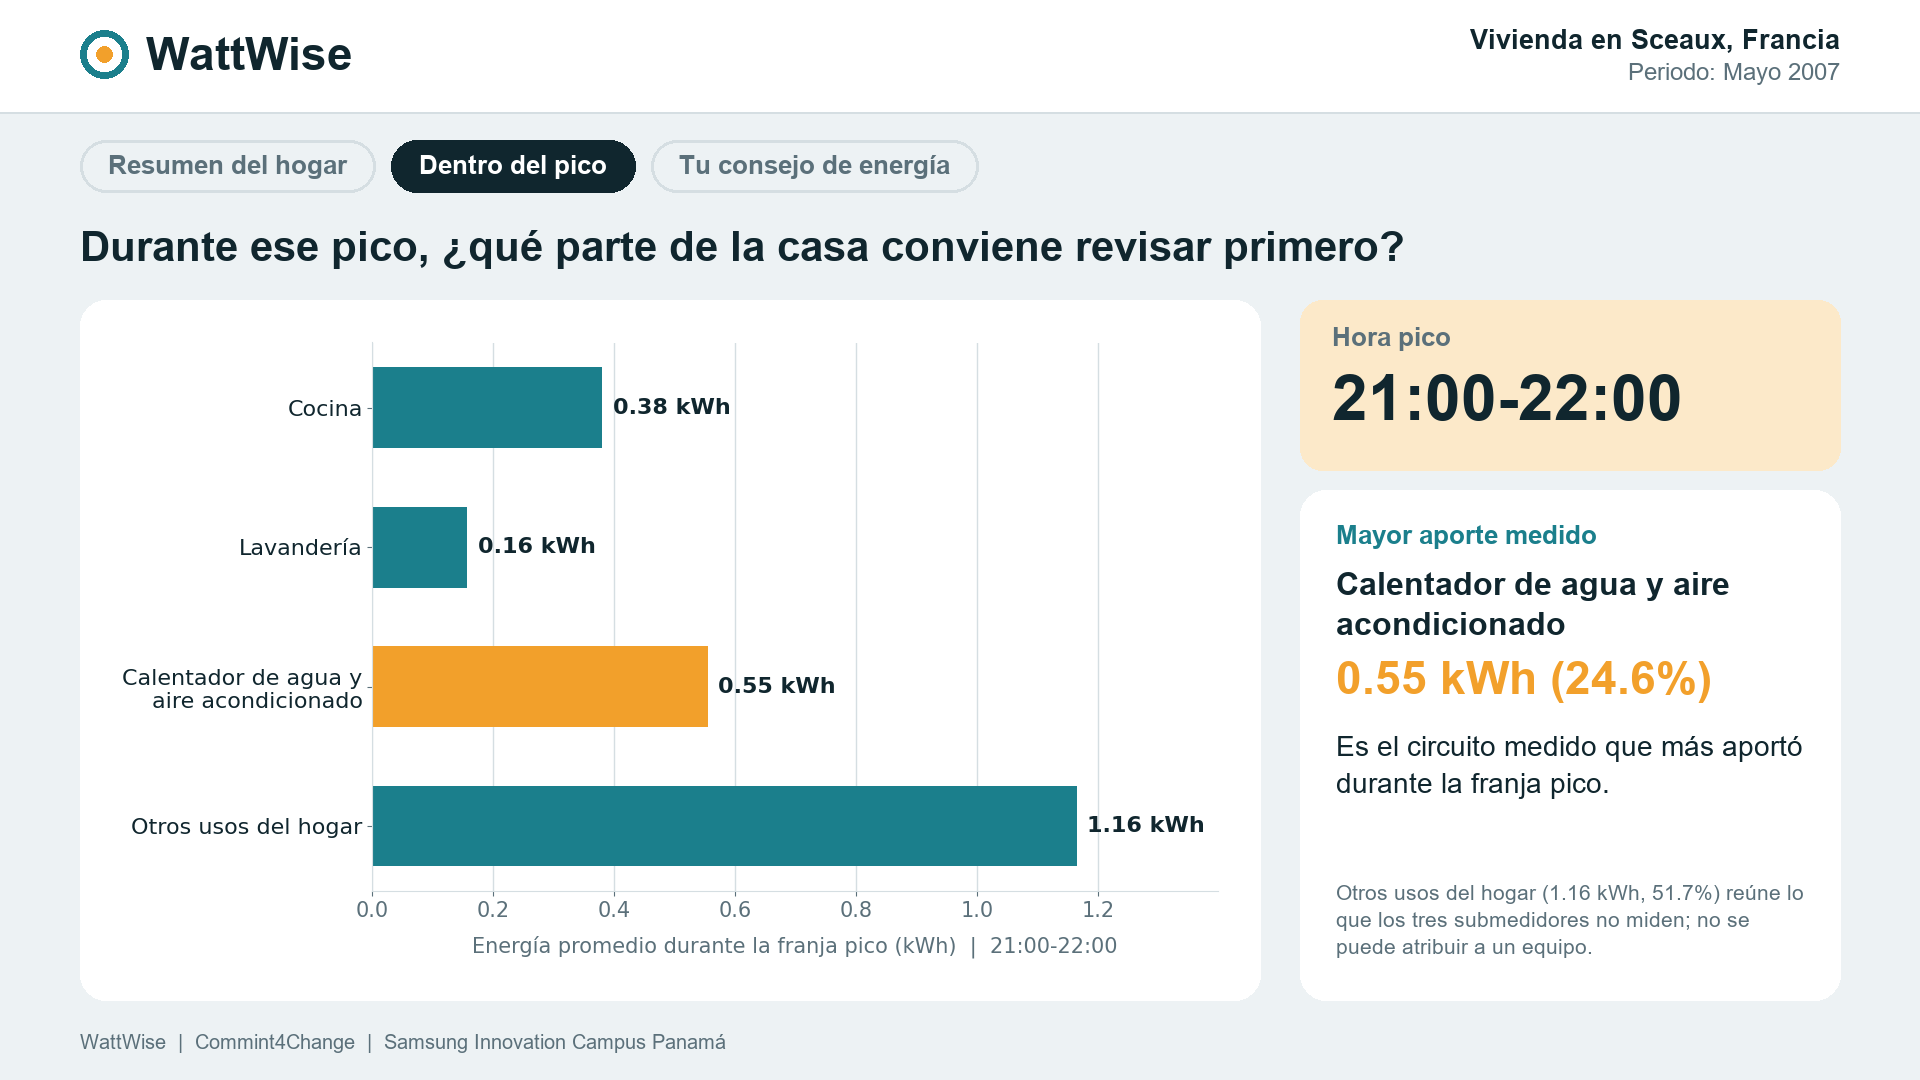 WattWise
Vivienda en Sceaux, Francia
Periodo: Mayo 2007
Resumen del hogar
Dentro del pico
Tu consejo de energía
Durante ese pico, ¿qué parte de la casa conviene revisar primero?
Cocina
0.38 kWh
Lavandería
0.16 kWh
Calentador de agua y
aire acondicionado
0.55 kWh
Otros usos del hogar
1.16 kWh
0.0 0.2 0.4 0.6 0.8 1.0 1.2
Energía promedio durante la franja pico (kWh) | 21:00-22:00
Hora pico
21:00-22:00
Mayor aporte medido
Calentador de agua y aire
acondicionado
0.55 kWh (24.6%)
Es el circuito medido que más aportó
durante la franja pico.
Otros usos del hogar (1.16 kWh, 51.7%) reúne lo
que los tres submedidores no miden; no se
puede atribuir a un equipo.
WattWise | Commint4Change | Samsung Innovation Campus Panamá